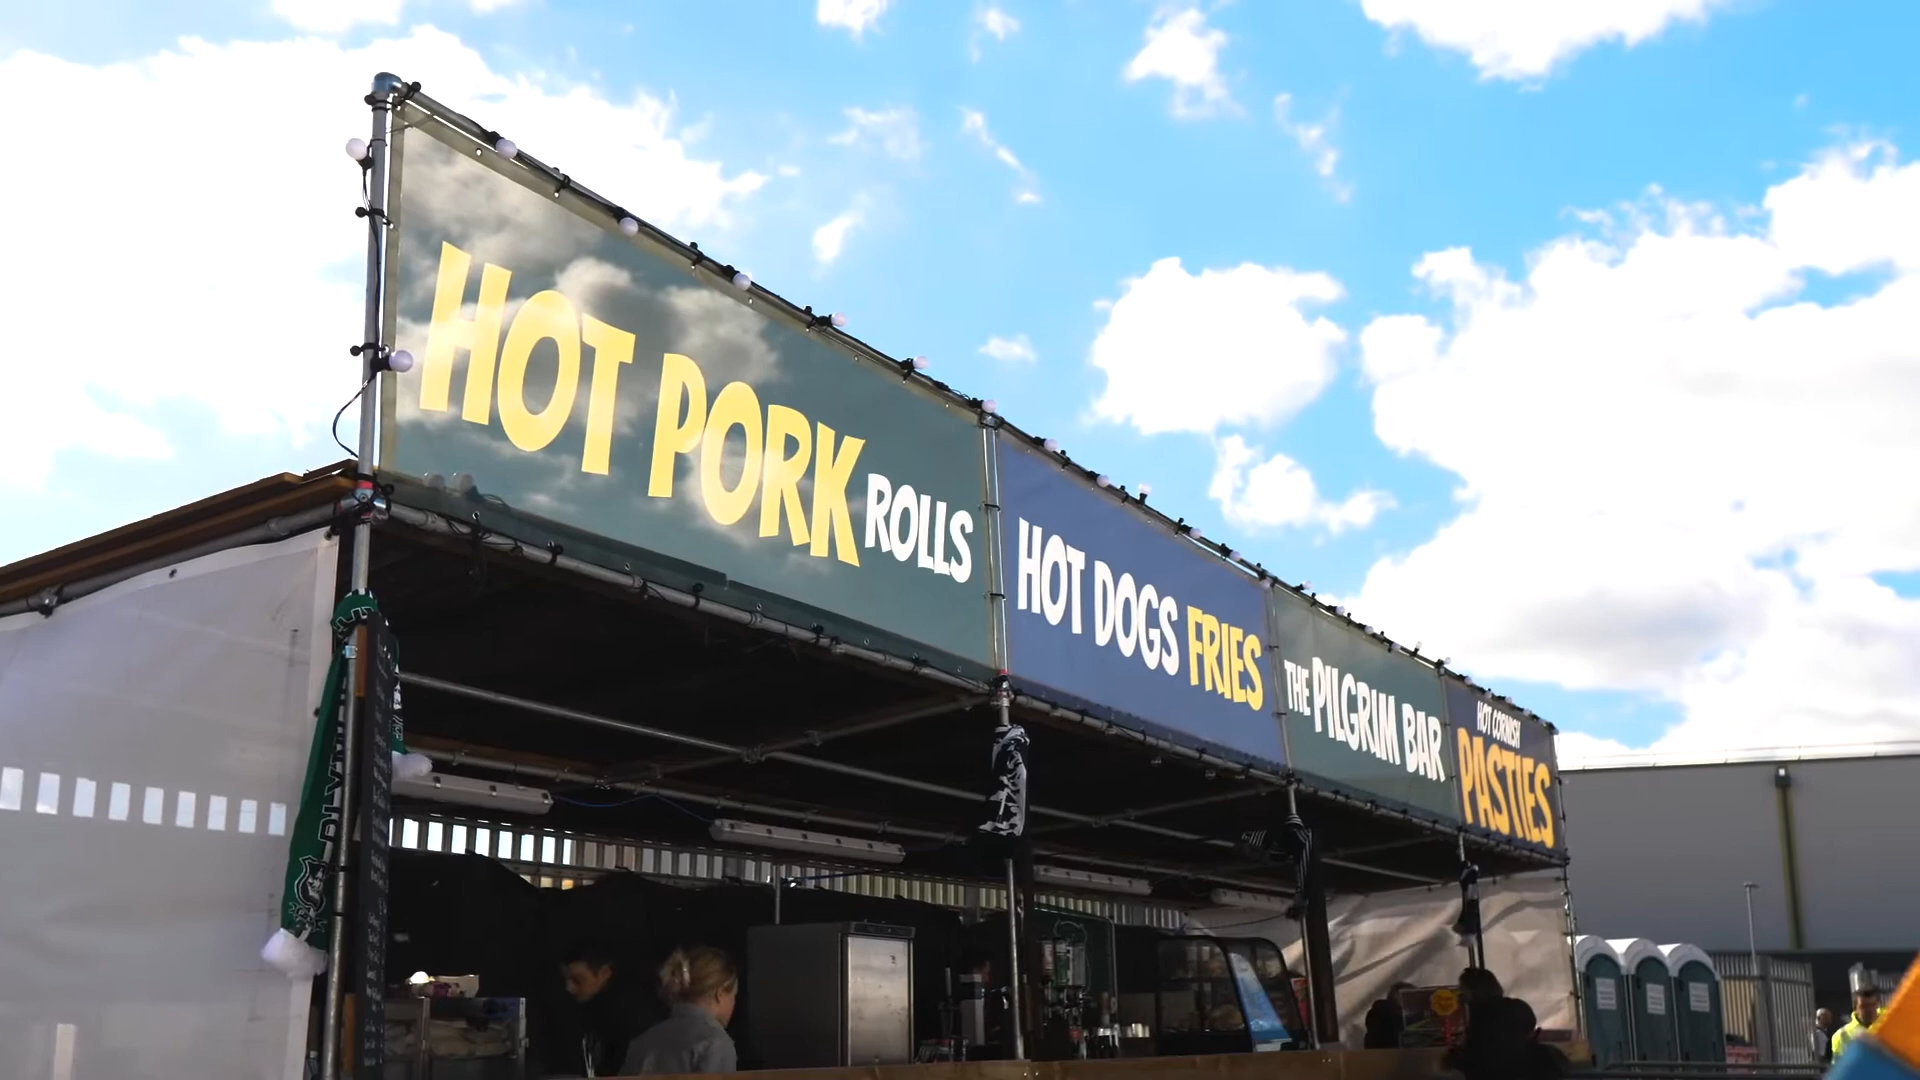 HOT PORK ROLLS
HOT DOGS FRIES
THE PILGRIM BAR
HOT CORNISH
PASTIES